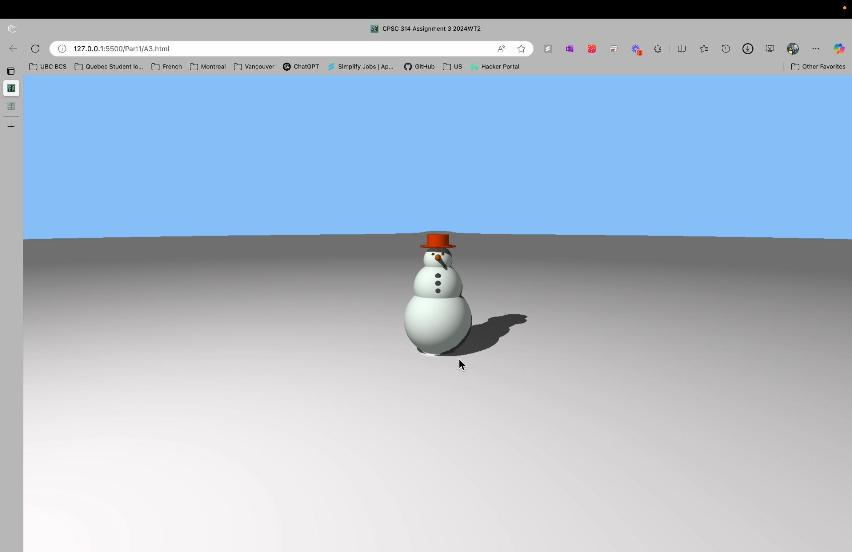 CPSC 314 Assignment 3 2024WT2
127.0.0.1:5500/Part1/A3.html
UBC BCS Quebec Student lo... French Montreal Vancouver ChatGPT Simplify Jobs | Ap... GitHub US Hacker Portal Other Favorites